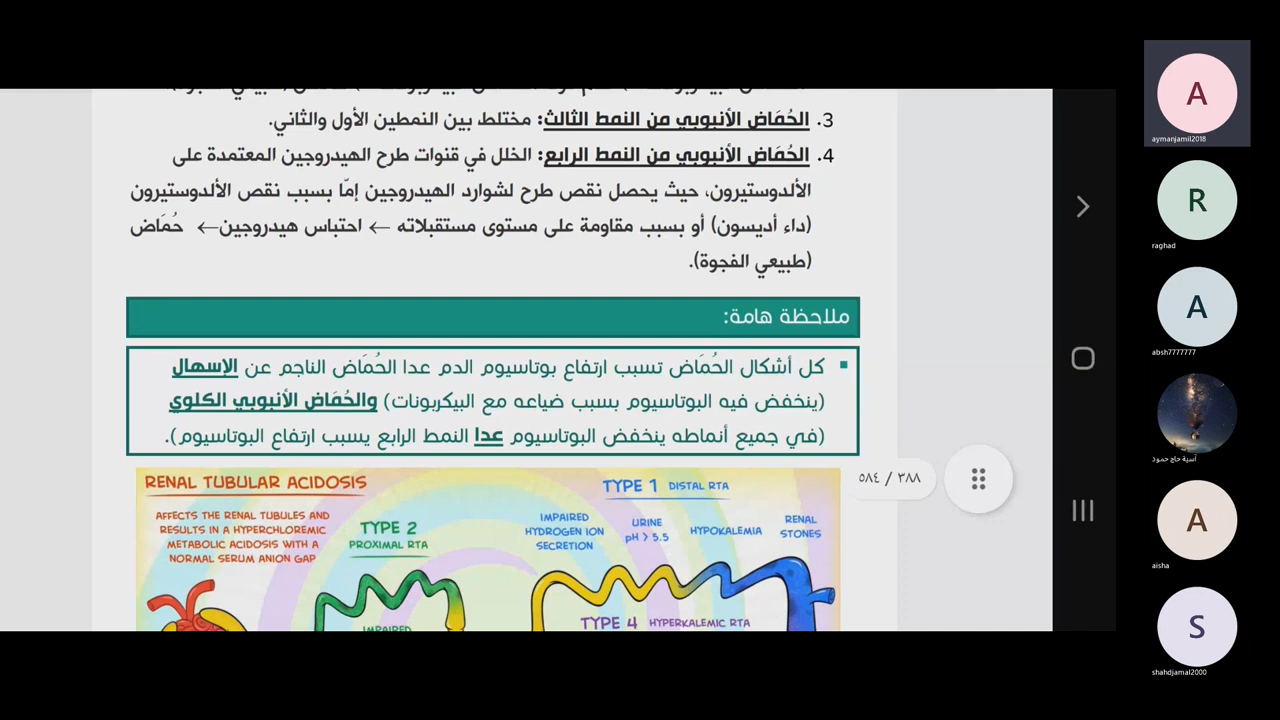 3. الحُمَاض الأنبوبي من النمط الثالث: مختلط بين النمطين الأول والثاني.
4. الحُمَاض الأنبوبي من النمط الرابع: الخلل في قنوات طرح الهيدروجين المعتمدة على
الألدوستيرون، حيث يحصل نقص طرح لشوارد الهيدروجين إمّا بسبب نقص الألدوستيرون
(داء أديسون) أو بسبب مقاومة على مستوى مستقبلاته ← احتباس هيدروجين← حُمَاض
(طبيعي الفجوة).
ملاحظة هامة:
▪ كل أشكال الحُمَاض تسبب ارتفاع بوتاسيوم الدم عدا الحُمَاض الناجم عن الإسهال
(ينخفض فيه البوتاسيوم بسبب ضياعه مع البيكربونات) والحُمَاض الأنبوبي الكلوي
(في جميع أنماطه ينخفض البوتاسيوم عدا النمط الرابع يسبب ارتفاع البوتاسيوم).
٣٨٨ / ٥٨٤
RENAL TUBULAR ACIDOSIS
AFFECTS THE RENAL TUBULES AND
RESULTS IN A HYPERCHLOREMIC
METABOLIC ACIDOSIS WITH A
NORMAL SERUM ANION GAP
TYPE 2
PROXIMAL RTA
IMPAIRED
TYPE 1 DISTAL RTA
IMPAIRED
HYDROGEN ION
SECRETION
URINE
pH > 5.5
HYPOKALEMIA
RENAL
STONES
TYPE 4 HYPERKALEMIC RTA
A
aymanjamil2018
R
raghad
A
absh7777777
آسية حاج حمود
A
aisha
S
shahdjamal2000